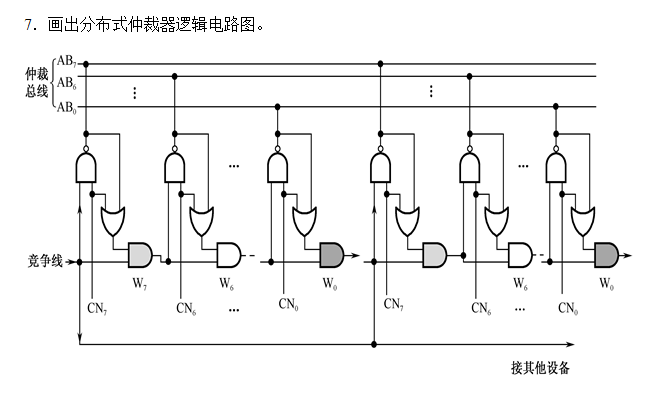 7．画出分布式仲裁器逻辑电路图。
仲裁
总线
AB₇
AB₆
⋮
⋮
AB₀
...
...
竞争线
W₇
W₆
W₀
W₆
W₀
CN₇
CN₆
...
CN₀
CN₇
CN₆
...
CN₀
接其他设备